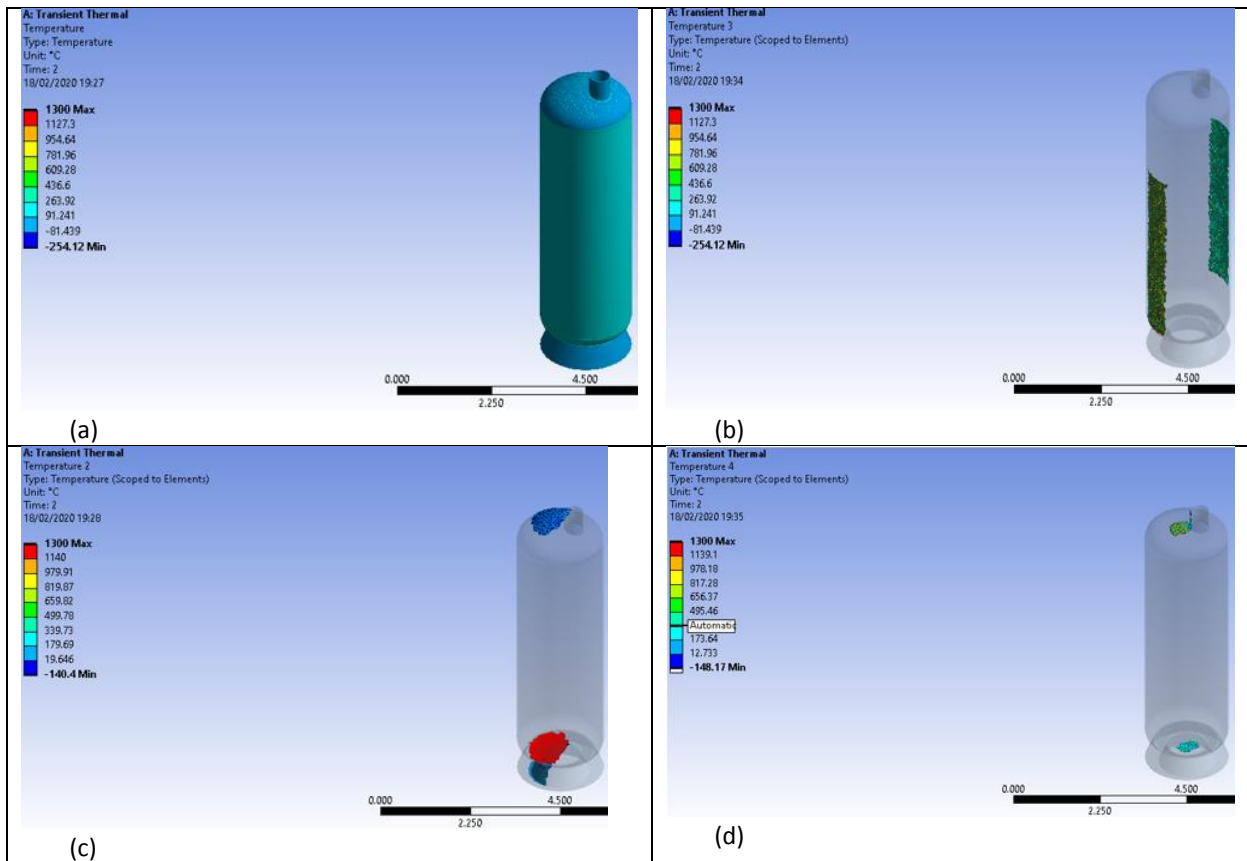 A: Transient Thermal
Temperature
Type: Temperature
Unit: °C
Time: 2
18/02/2020 19:27
1300 Max
1127.3
954.64
781.96
609.28
436.6
263.92
91.241
-81.439
-254.12 Min
0.000
4.500
2.250
(a)
A: Transient Thermal
Temperature 3
Type: Temperature (Scoped to Elements)
Unit: °C
Time: 2
18/02/2020 19:34
1300 Max
1127.3
954.64
781.96
609.28
436.6
263.92
91.241
-81.439
-254.12 Min
0.000
4.500
2.250
(b)
A: Transient Thermal
Temperature 2
Type: Temperature (Scoped to Elements)
Unit: °C
Time: 2
18/02/2020 19:28
1300 Max
1140
979.91
819.87
659.82
499.78
339.73
179.69
19.646
-140.4 Min
0.000
4.500
2.250
(c)
A: Transient Thermal
Temperature 4
Type: Temperature (Scoped to Elements)
Unit: °C
Time: 2
18/02/2020 19:35
1300 Max
1139.1
978.18
817.28
656.37
495.46
Automatic
173.64
12.733
-148.17 Min
0.000
4.500
2.250
(d)